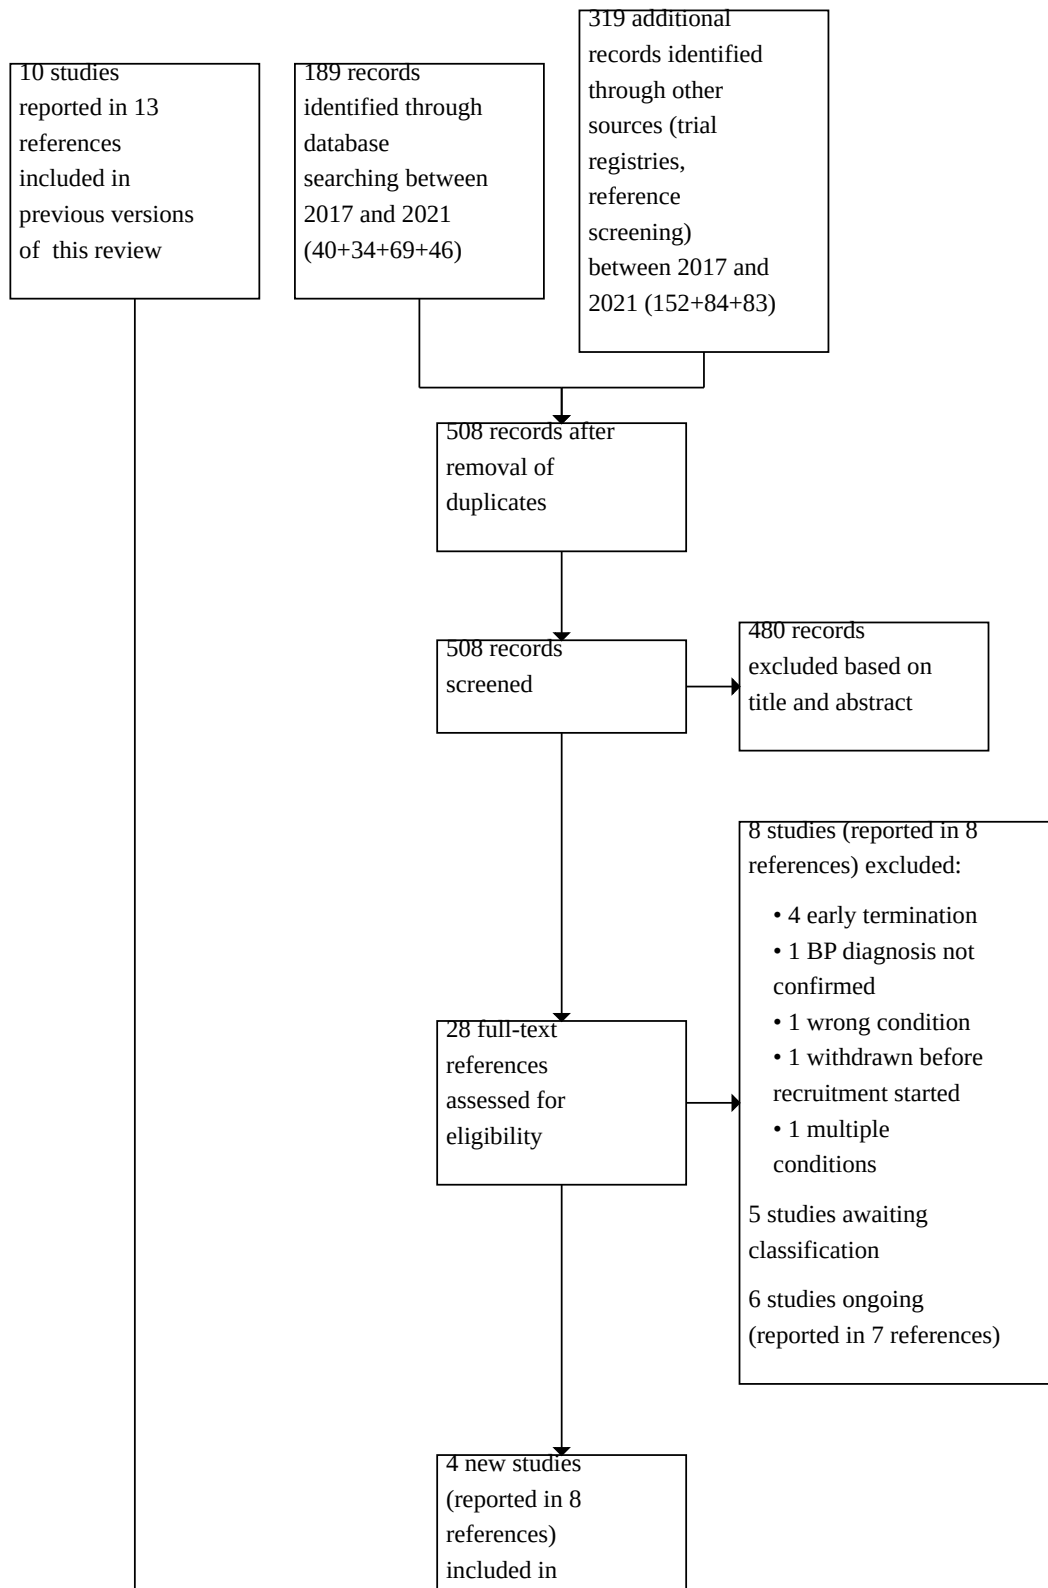 10 studies
reported in 13
references
included in
previous versions
of this review
189 records
identified through
database
searching between
2017 and 2021
(40+34+69+46)
319 additional
records identified
through other
sources (trial
registries,
reference
screening)
between 2017 and
2021 (152+84+83)
508 records after
removal of
duplicates
508 records
screened
480 records
excluded based on
title and abstract
28 full-text
references
assessed for
eligibility
8 studies (reported in 8
references) excluded:
• 4 early termination
• 1 BP diagnosis not
confirmed
• 1 wrong condition
• 1 withdrawn before
recruitment started
• 1 multiple
conditions
5 studies awaiting
classification
6 studies ongoing
(reported in 7 references)
4 new studies
(reported in 8
references)
included in